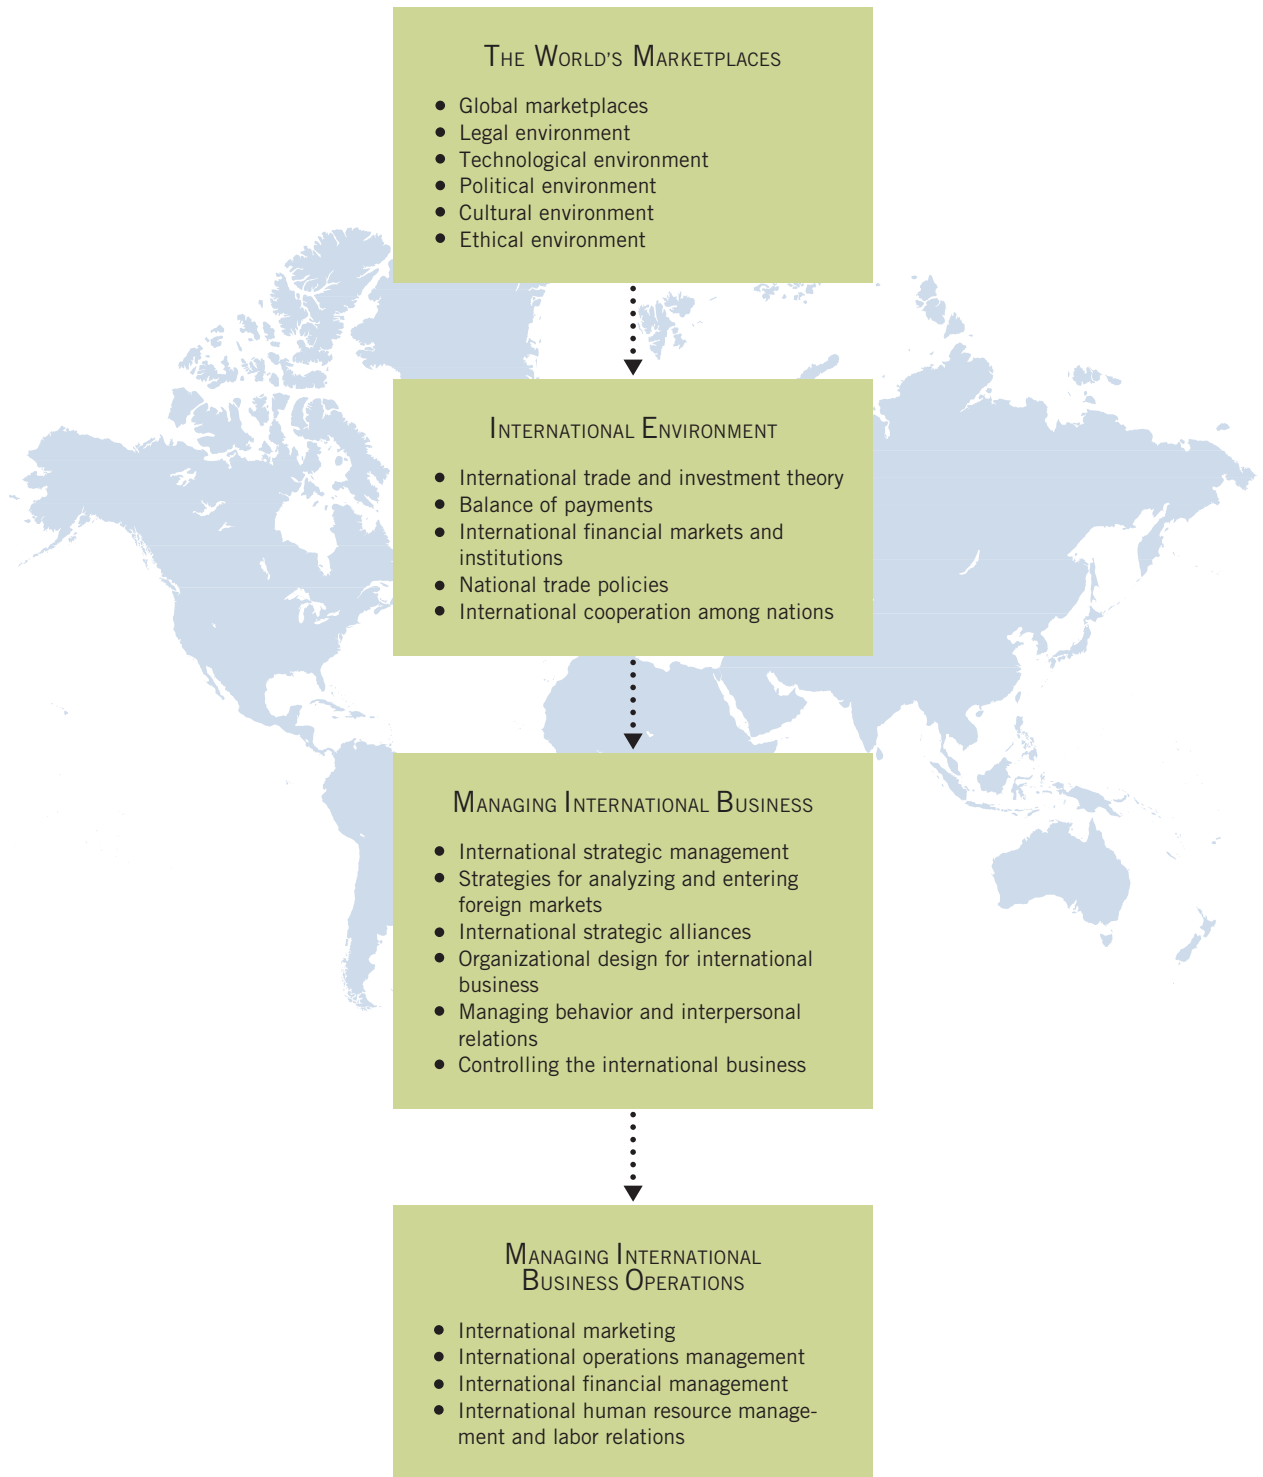 The World's Marketplaces
• Global marketplaces
• Legal environment
• Technological environment
• Political environment
• Cultural environment
• Ethical environment
International Environment
• International trade and investment theory
• Balance of payments
• International financial markets and
institutions
• National trade policies
• International cooperation among nations
Managing International Business
• International strategic management
• Strategies for analyzing and entering
foreign markets
• International strategic alliances
• Organizational design for international
business
• Managing behavior and interpersonal
relations
• Controlling the international business
Managing International
Business Operations
• International marketing
• International operations management
• International financial management
• International human resource manage-
ment and labor relations